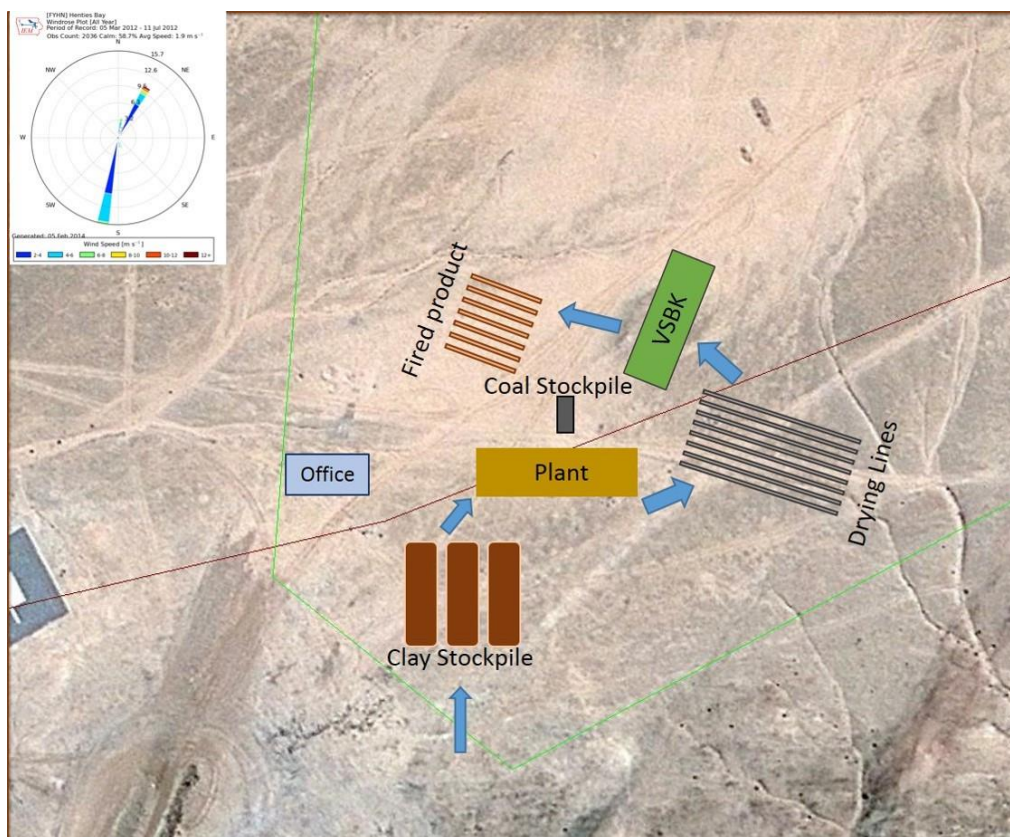 [FYHN] Henties Bay
Windrose Plot [All Year]
Period of Record: 05 Mar 2012 - 11 Jul 2012
Obs Count: 2036 Calm: 58.7% Avg Speed: 1.9 m s⁻¹
IEM
N
15.7
NW
12.6
NE
W
E
SW
SE
S
Generated: 05 Feb 2014
Wind Speed [m s⁻¹]
2-4
4-6
6-8
8-10
10-12
12+
Fired product
VSBK
Coal Stockpile
Office
Plant
Drying Lines
Clay Stockpile